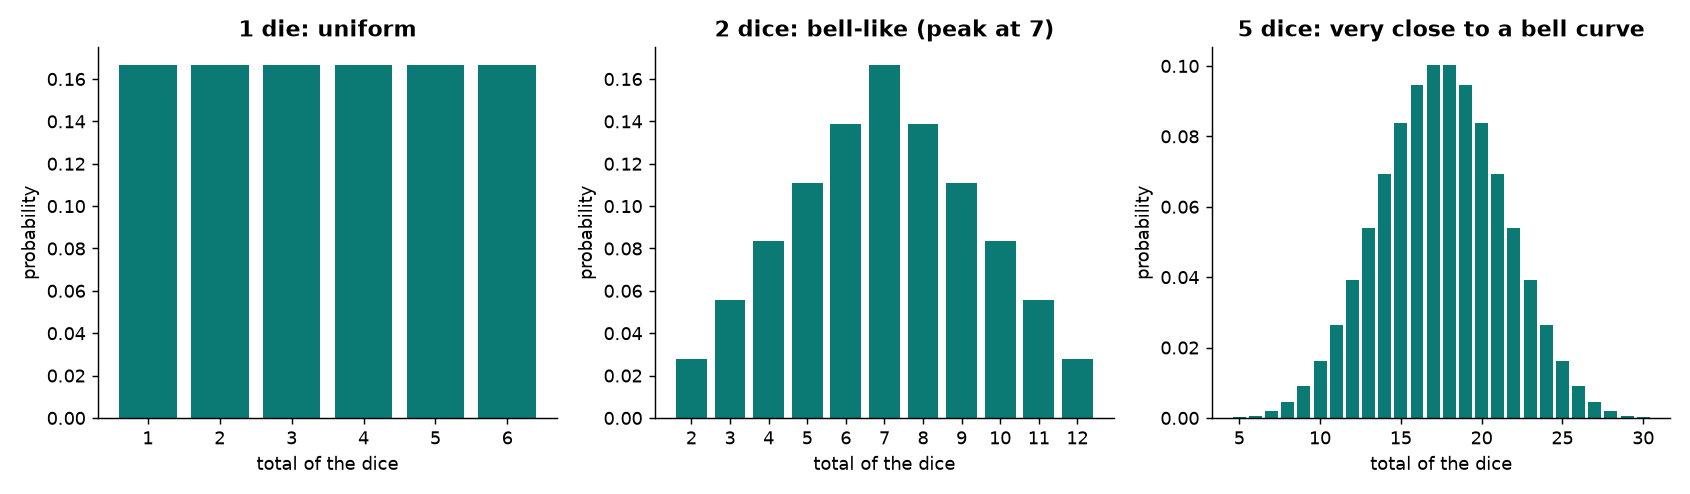 1 die: uniform
probability
0.16
0.14
0.12
0.10
0.08
0.06
0.04
0.02
0.00
1 2 3 4 5 6
total of the dice
2 dice: bell-like (peak at 7)
probability
0.16
0.14
0.12
0.10
0.08
0.06
0.04
0.02
0.00
2 3 4 5 6 7 8 9 10 11 12
total of the dice
5 dice: very close to a bell curve
probability
0.10
0.08
0.06
0.04
0.02
0.00
5 10 15 20 25 30
total of the dice